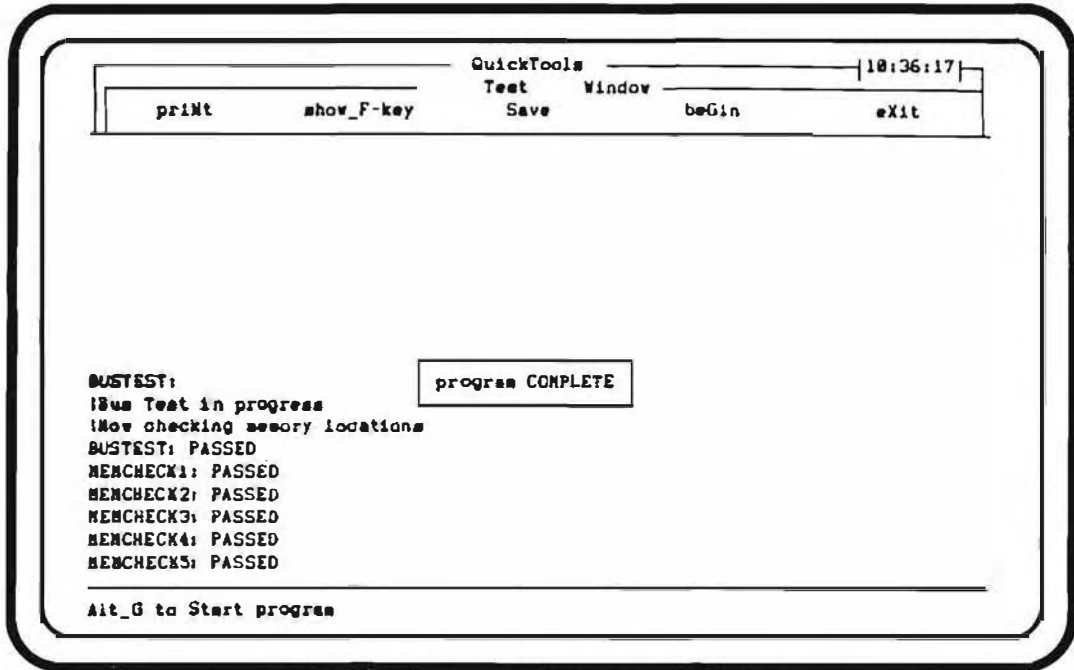 QuickTools
10:36:17
Test Window
priNt show_F-key Save beGin eXit
program COMPLETE
BUSTEST:
!Bus Test in progress
!Now checking memory locations
BUSTEST: PASSED
MEMCHECK1: PASSED
MEMCHECK2: PASSED
MEMCHECK3: PASSED
MEMCHECK4: PASSED
MEMCHECK5: PASSED
Alt_G to Start program